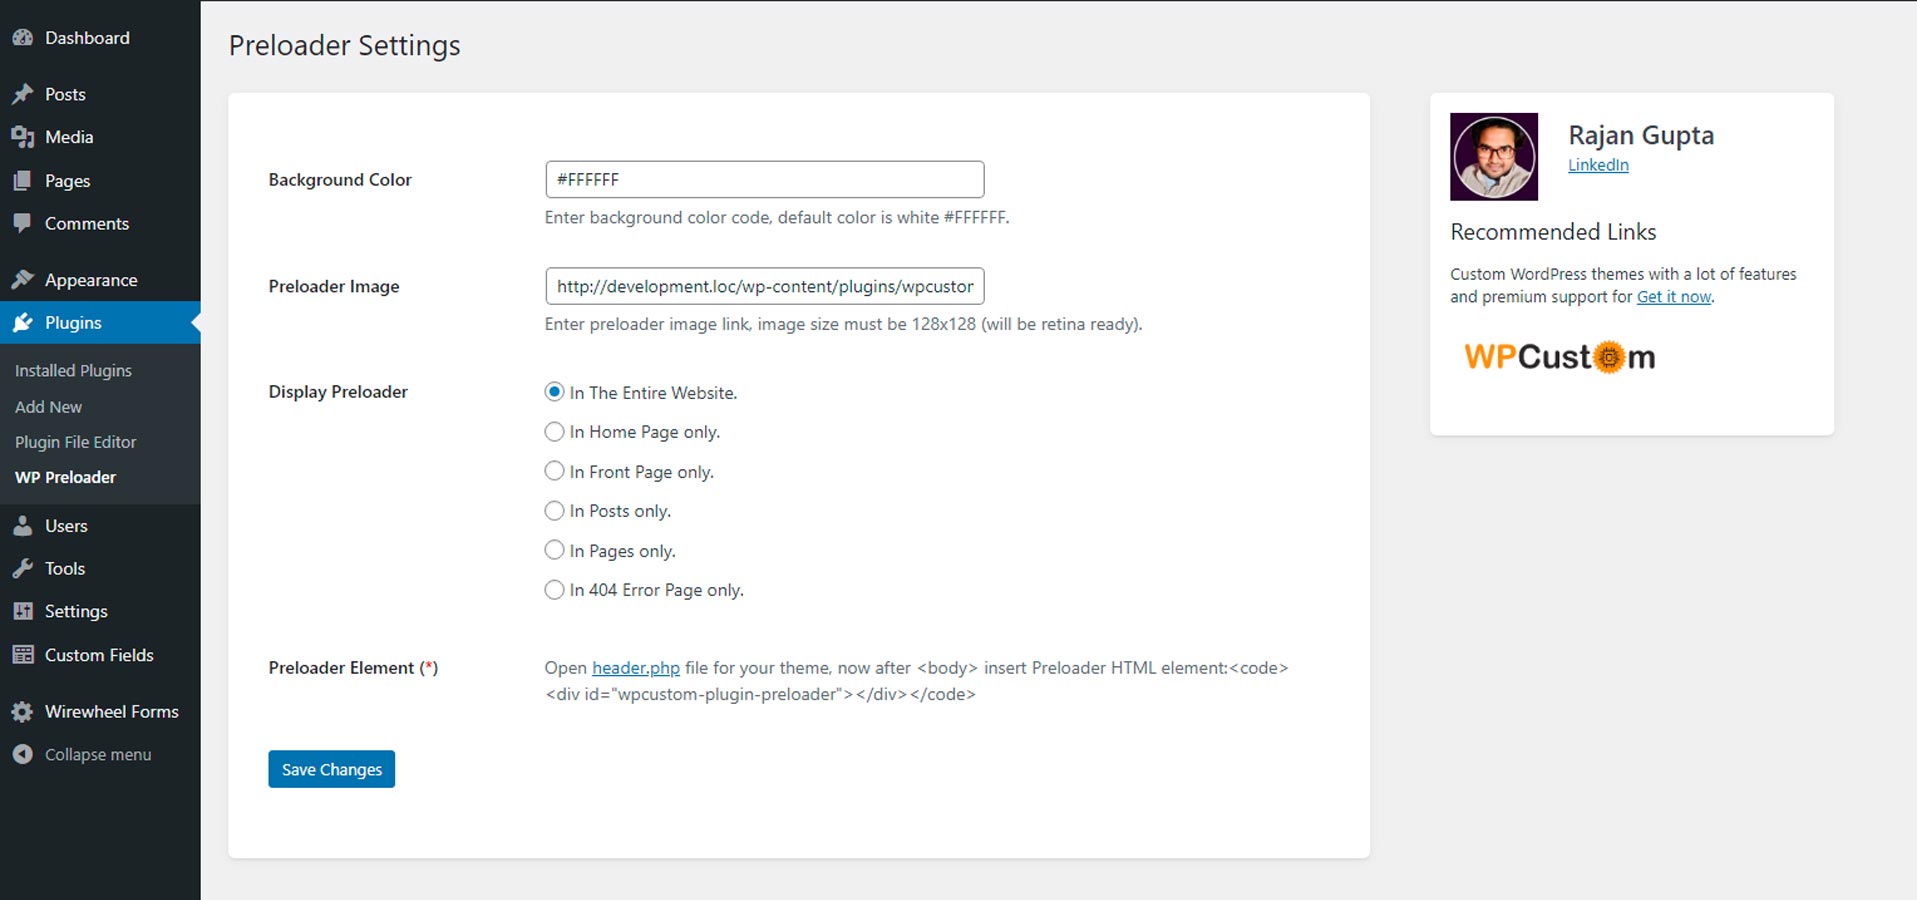 Dashboard
Posts
Media
Pages
Comments
Appearance
Plugins
Installed Plugins
Add New
Plugin File Editor
WP Preloader
Users
Tools
Settings
Custom Fields
Wirewheel Forms
Collapse menu
Preloader Settings
Background Color
#FFFFFF
Enter background color code, default color is white #FFFFFF.
Preloader Image
http://development.loc/wp-content/plugins/wpcustor
Enter preloader image link, image size must be 128x128 (will be retina ready).
Display Preloader
In The Entire Website.
In Home Page only.
In Front Page only.
In Posts only.
In Pages only.
In 404 Error Page only.
Preloader Element (*)
Open header.php file for your theme, now after <body> insert Preloader HTML element:<code>
<div id="wpcustom-plugin-preloader"></div></code>
Save Changes
Rajan Gupta
LinkedIn
Recommended Links
Custom WordPress themes with a lot of features
and premium support for Get it now.
WPCustom